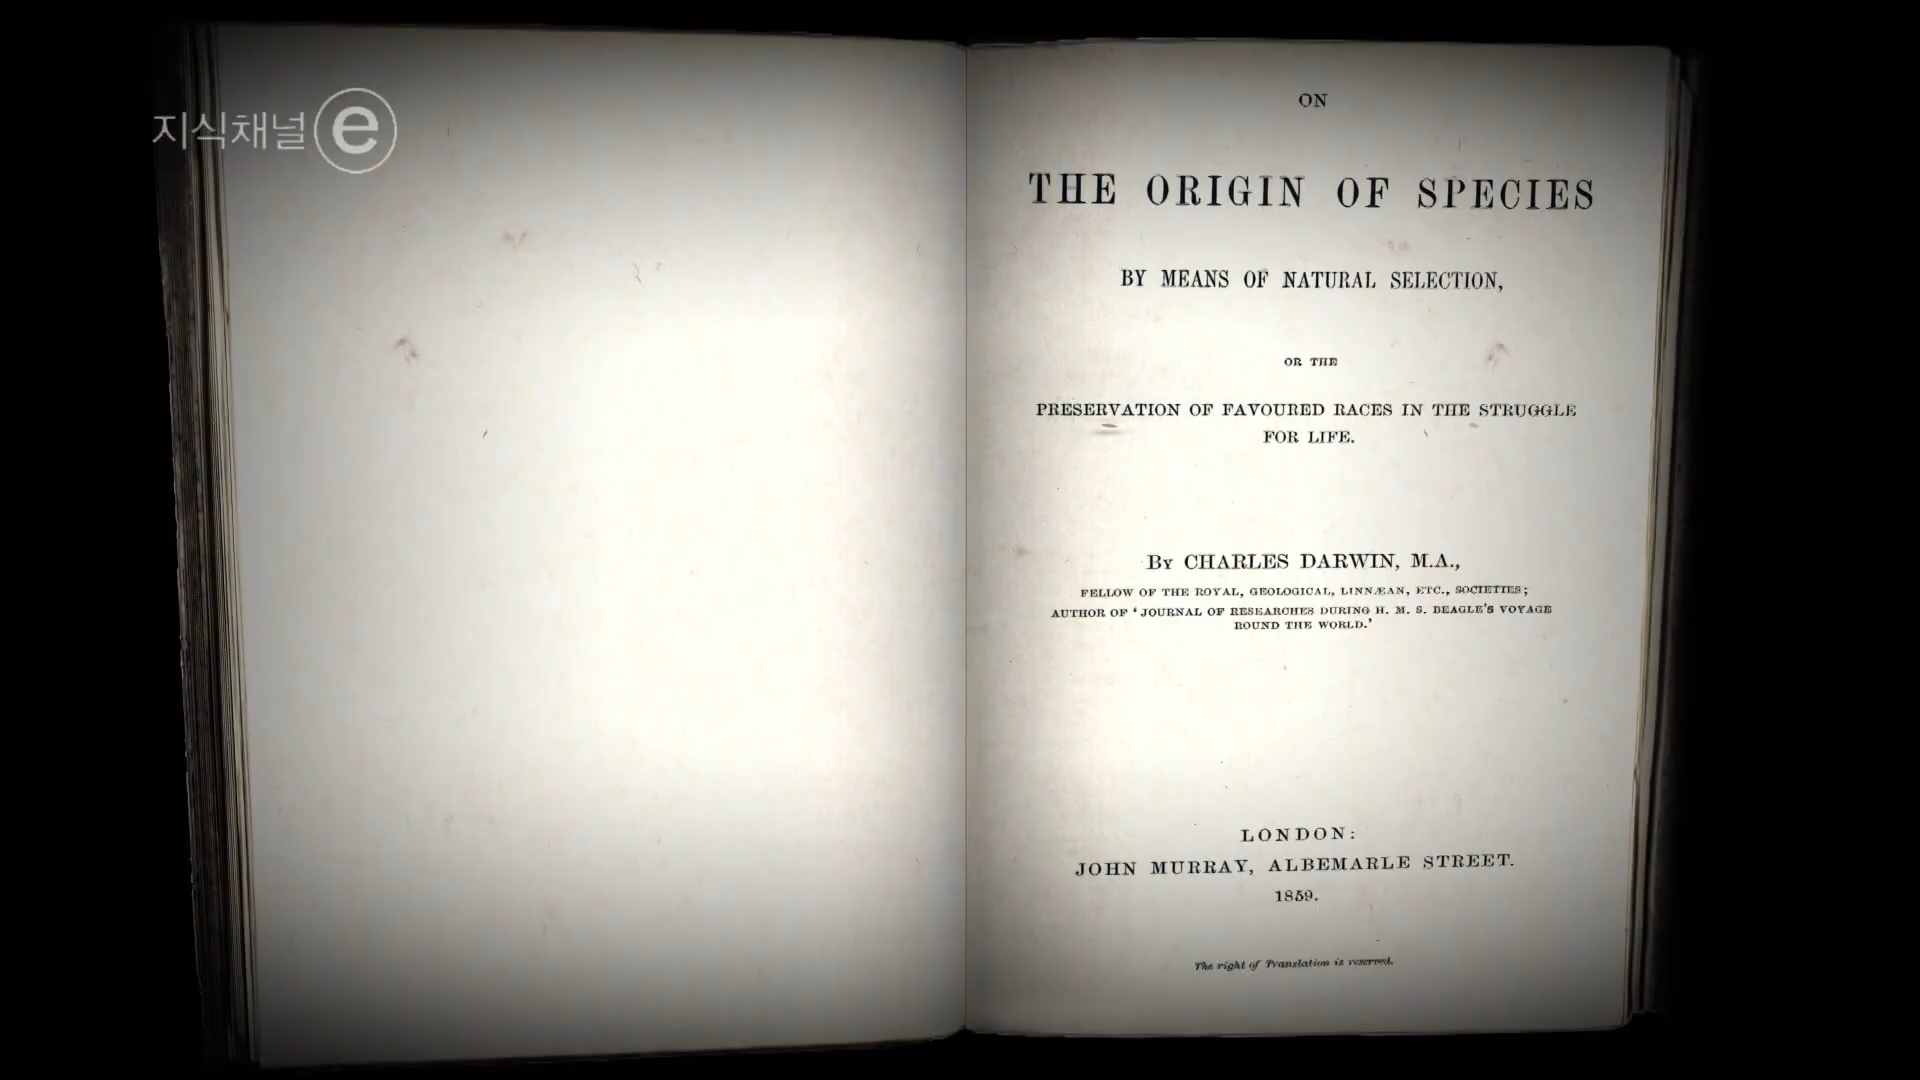 지식채널 e
ON
THE ORIGIN OF SPECIES
BY MEANS OF NATURAL SELECTION,
OR THE
PRESERVATION OF FAVOURED RACES IN THE STRUGGLE
FOR LIFE.
BY CHARLES DARWIN, M.A.,
FELLOW OF THE ROYAL, GEOLOGICAL, LINNÆAN, ETC., SOCIETIES;
AUTHOR OF 'JOURNAL OF RESEARCHES DURING H. M. S. BEAGLE'S VOYAGE
ROUND THE WORLD.'
LONDON:
JOHN MURRAY, ALBEMARLE STREET.
1859.
The right of Translation is reserved.